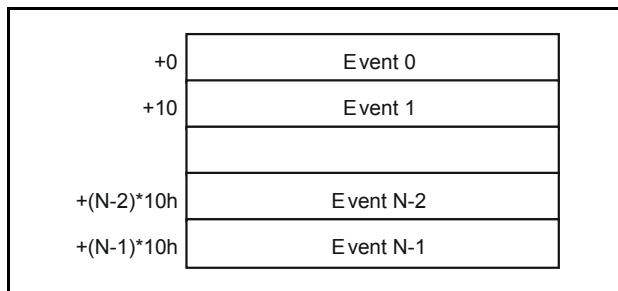 +0 Event 0
+10 Event 1
+(N-2)*10h Event N-2
+(N-1)*10h Event N-1